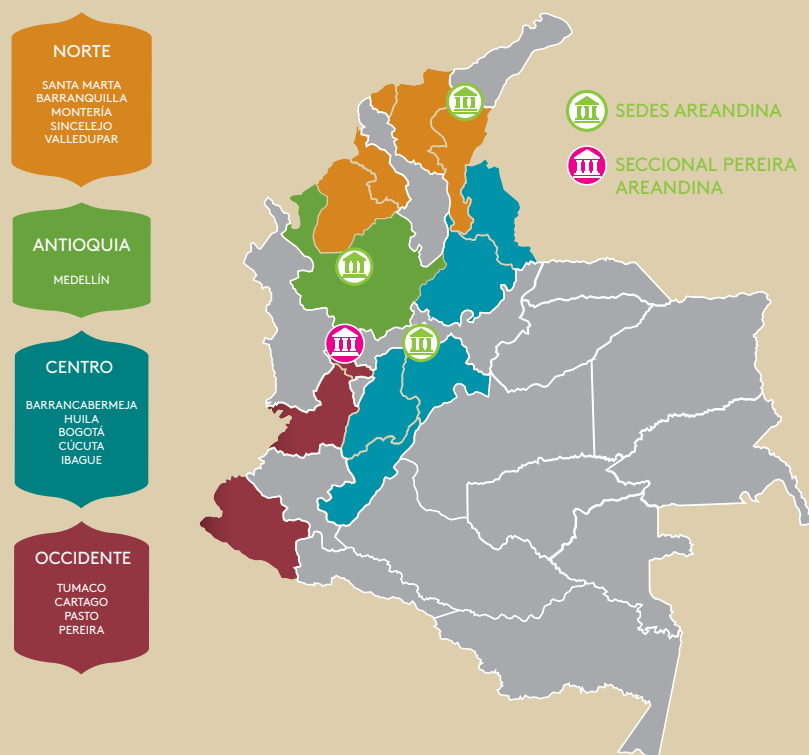 NORTE
SANTA MARTA
BARRANQUILLA
MONTERÍA
SINCELEJO
VALLEDUPAR
ANTIOQUIA
MEDELLÍN
CENTRO
BARRANCABERMEJA
HUILA
BOGOTÁ
CÚCUTA
IBAGUE
OCCIDENTE
TUMACO
CARTAGO
PASTO
PEREIRA
SEDES AREANDINA
SECCIONAL PEREIRA
AREANDINA